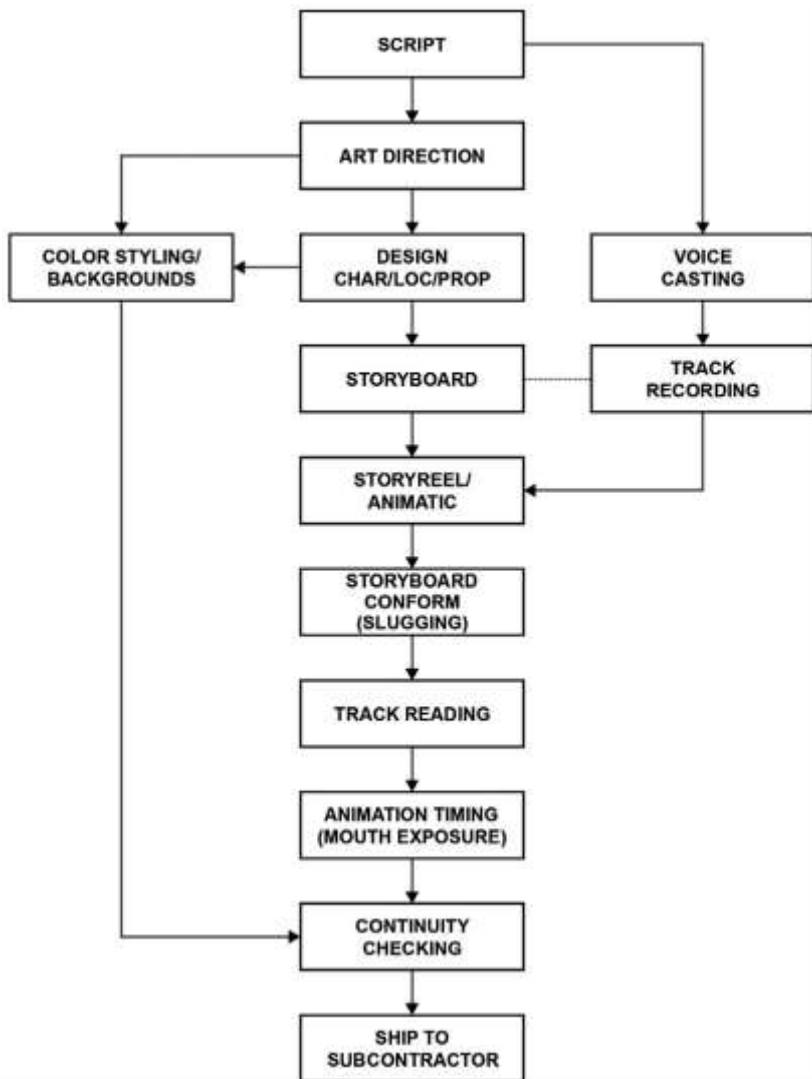 SCRIPT
ART DIRECTION
COLOR STYLING/
BACKGROUNDS
DESIGN
CHAR/LOC/PROP
VOICE
CASTING
STORYBOARD
TRACK
RECORDING
STORYREEL/
ANIMATIC
STORYBOARD
CONFORM
(SLUGGING)
TRACK READING
ANIMATION TIMING
(MOUTH EXPOSURE)
CONTINUITY
CHECKING
SHIP TO
SUBCONTRACTOR